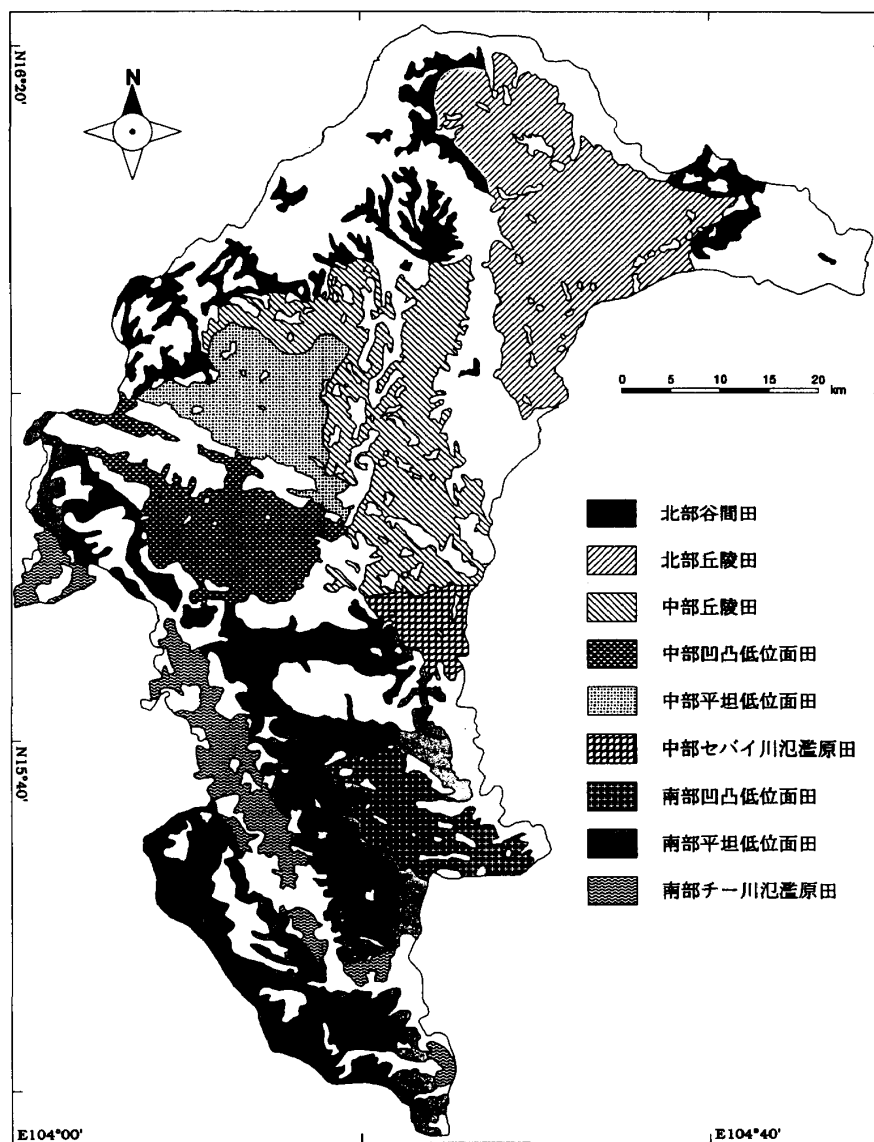 N16°20'
N
0 5 10 15 20
km
北部谷間田
北部丘陵田
中部丘陵田
中部凹凸低位面田
中部平坦低位面田
中部セバイ川氾濫原田
南部凹凸低位面田
南部平坦低位面田
南部チー川氾濫原田
N15°40'
E104°00'
E104°40'